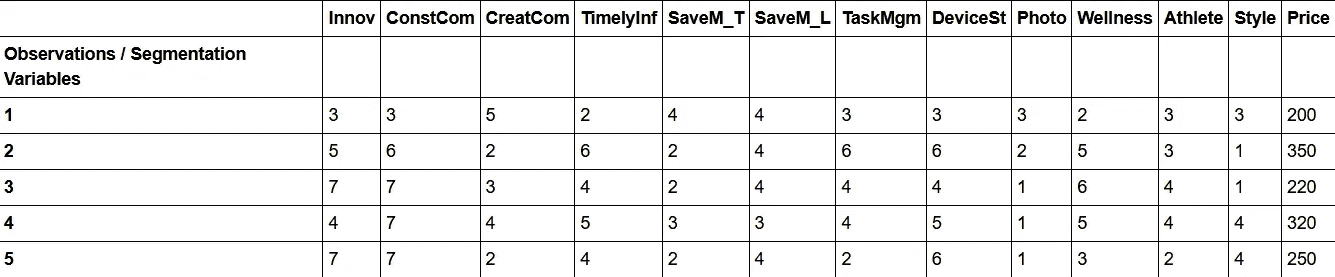 Innov ConstCom CreatCom TimelyInf SaveM_T SaveM_L TaskMgm DeviceSt Photo Wellness Athlete Style Price
Observations / Segmentation
Variables
1 3 3 5 2 4 4 3 3 3 2 3 3 200
2 5 6 2 6 2 4 6 6 2 5 3 1 350
3 7 7 3 4 2 4 4 4 1 6 4 1 220
4 4 7 4 5 3 3 4 5 1 5 4 4 320
5 7 7 2 4 2 4 2 6 1 3 2 4 250